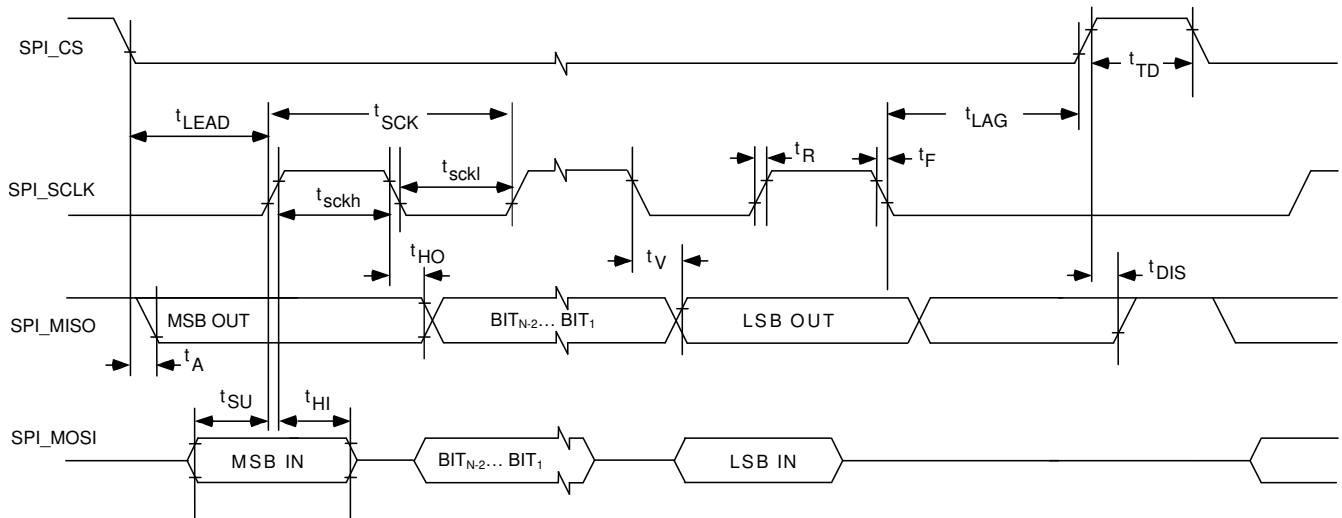 SPI_CS
tTD
tLEAD
tSCK
tLAG
SPI_SCLK
tsckh
tsckl
tR
tF
tHO
tV
tDIS
SPI_MISO
MSB OUT
BITN-2... BIT1
LSB OUT
tA
tSU
tHI
SPI_MOSI
MSB IN
BITN-2... BIT1
LSB IN